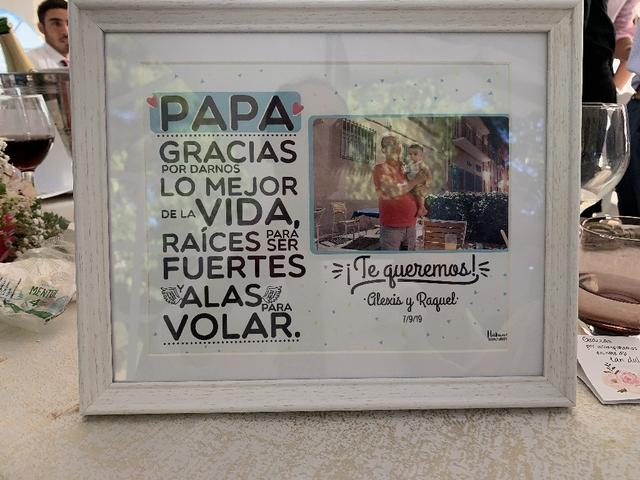 PAPA
GRACIAS
POR DARNOS
LO MEJOR
DE LA VIDA,
RAÍCES PARA SER
FUERTES
Y ALAS PARA
VOLAR.
¡Te queremos!
·Alexis y Raquel·
7/9/19
MENTOL